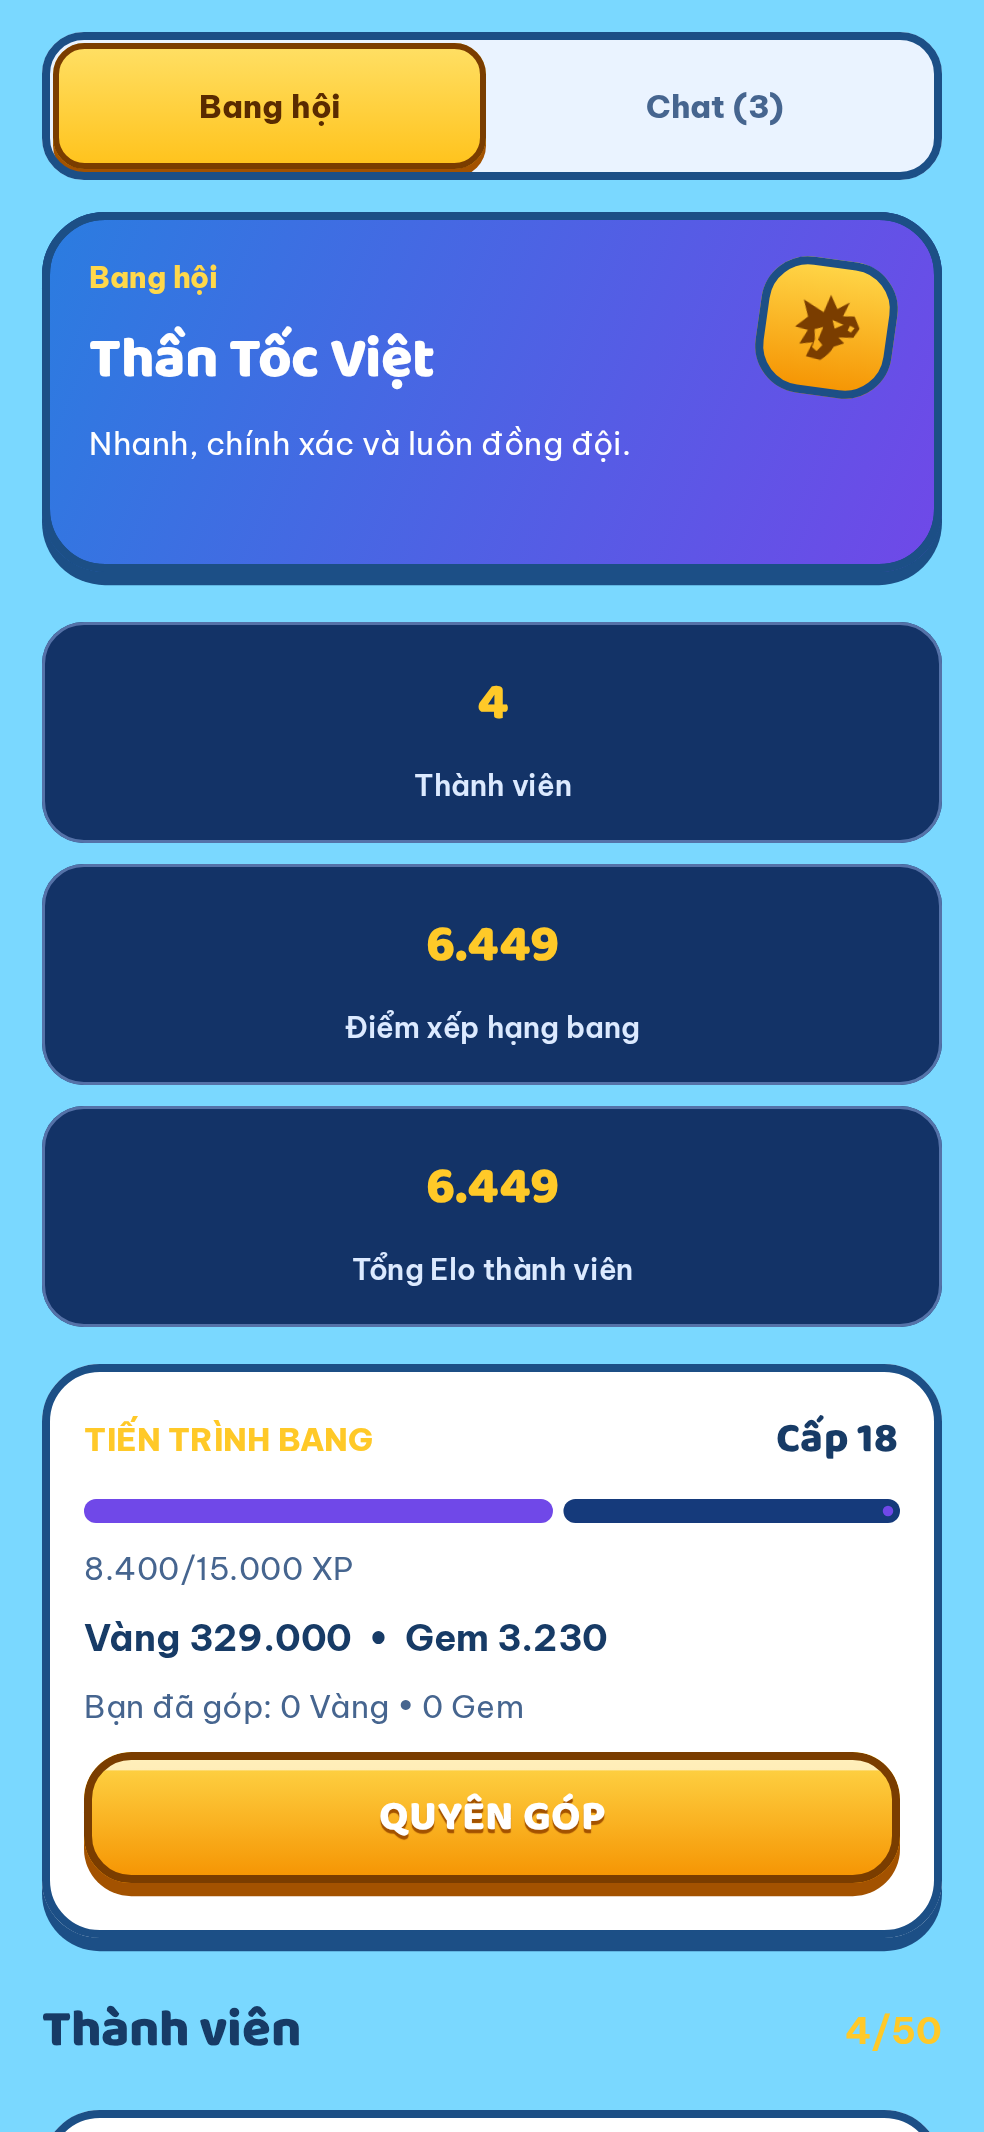 Bang hội
Chat (3)
Bang hội
Thần Tốc Việt
Nhanh, chính xác và luôn đồng đội.
4
Thành viên
6.449
Điểm xếp hạng bang
6.449
Tổng Elo thành viên
TIẾN TRÌNH BANG
Cấp 18
8.400/15.000 XP
Vàng 329.000 • Gem 3.230
Bạn đã góp: 0 Vàng • 0 Gem
QUYÊN GÓP
Thành viên
4/50